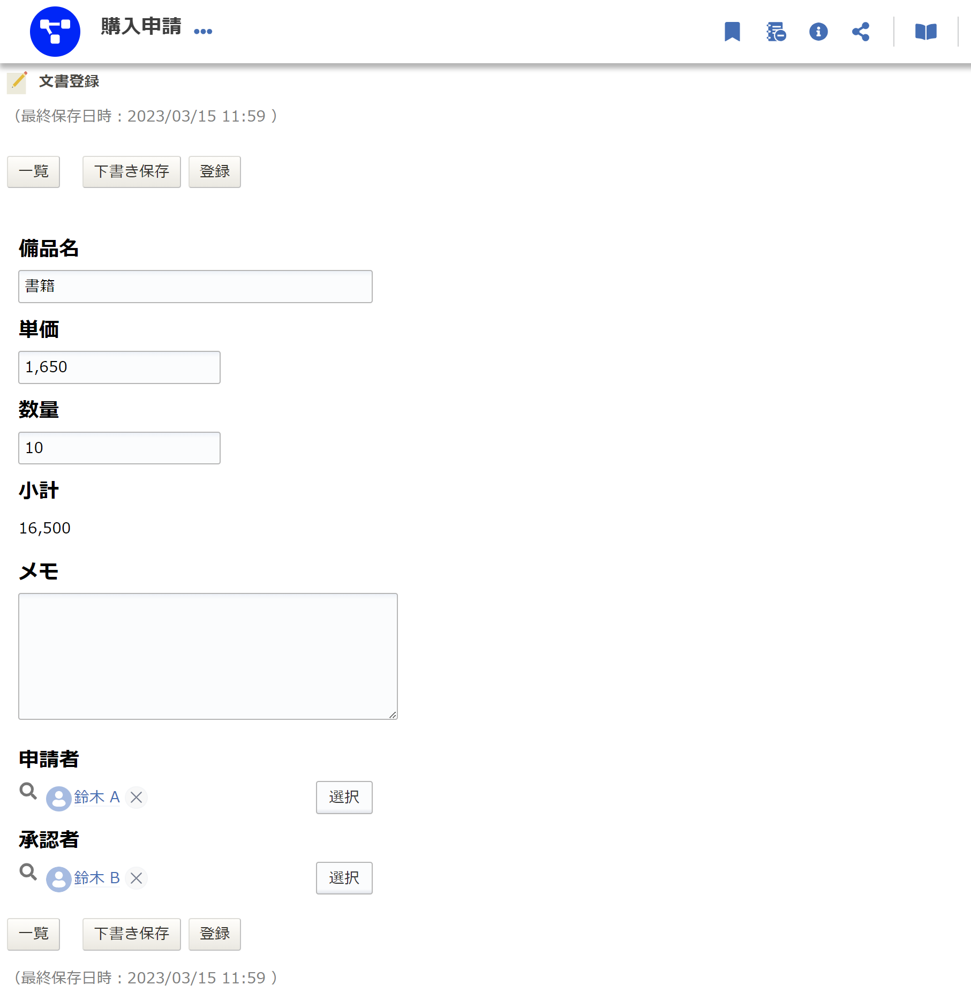 購入申請
文書登録
（最終保存日時：2023/03/15 11:59 ）
一覧 下書き保存 登録
備品名
書籍
単価
1,650
数量
10
小計
16,500
メモ
申請者
鈴木 A 選択
承認者
鈴木 B 選択
一覧 下書き保存 登録
（最終保存日時：2023/03/15 11:59 ）